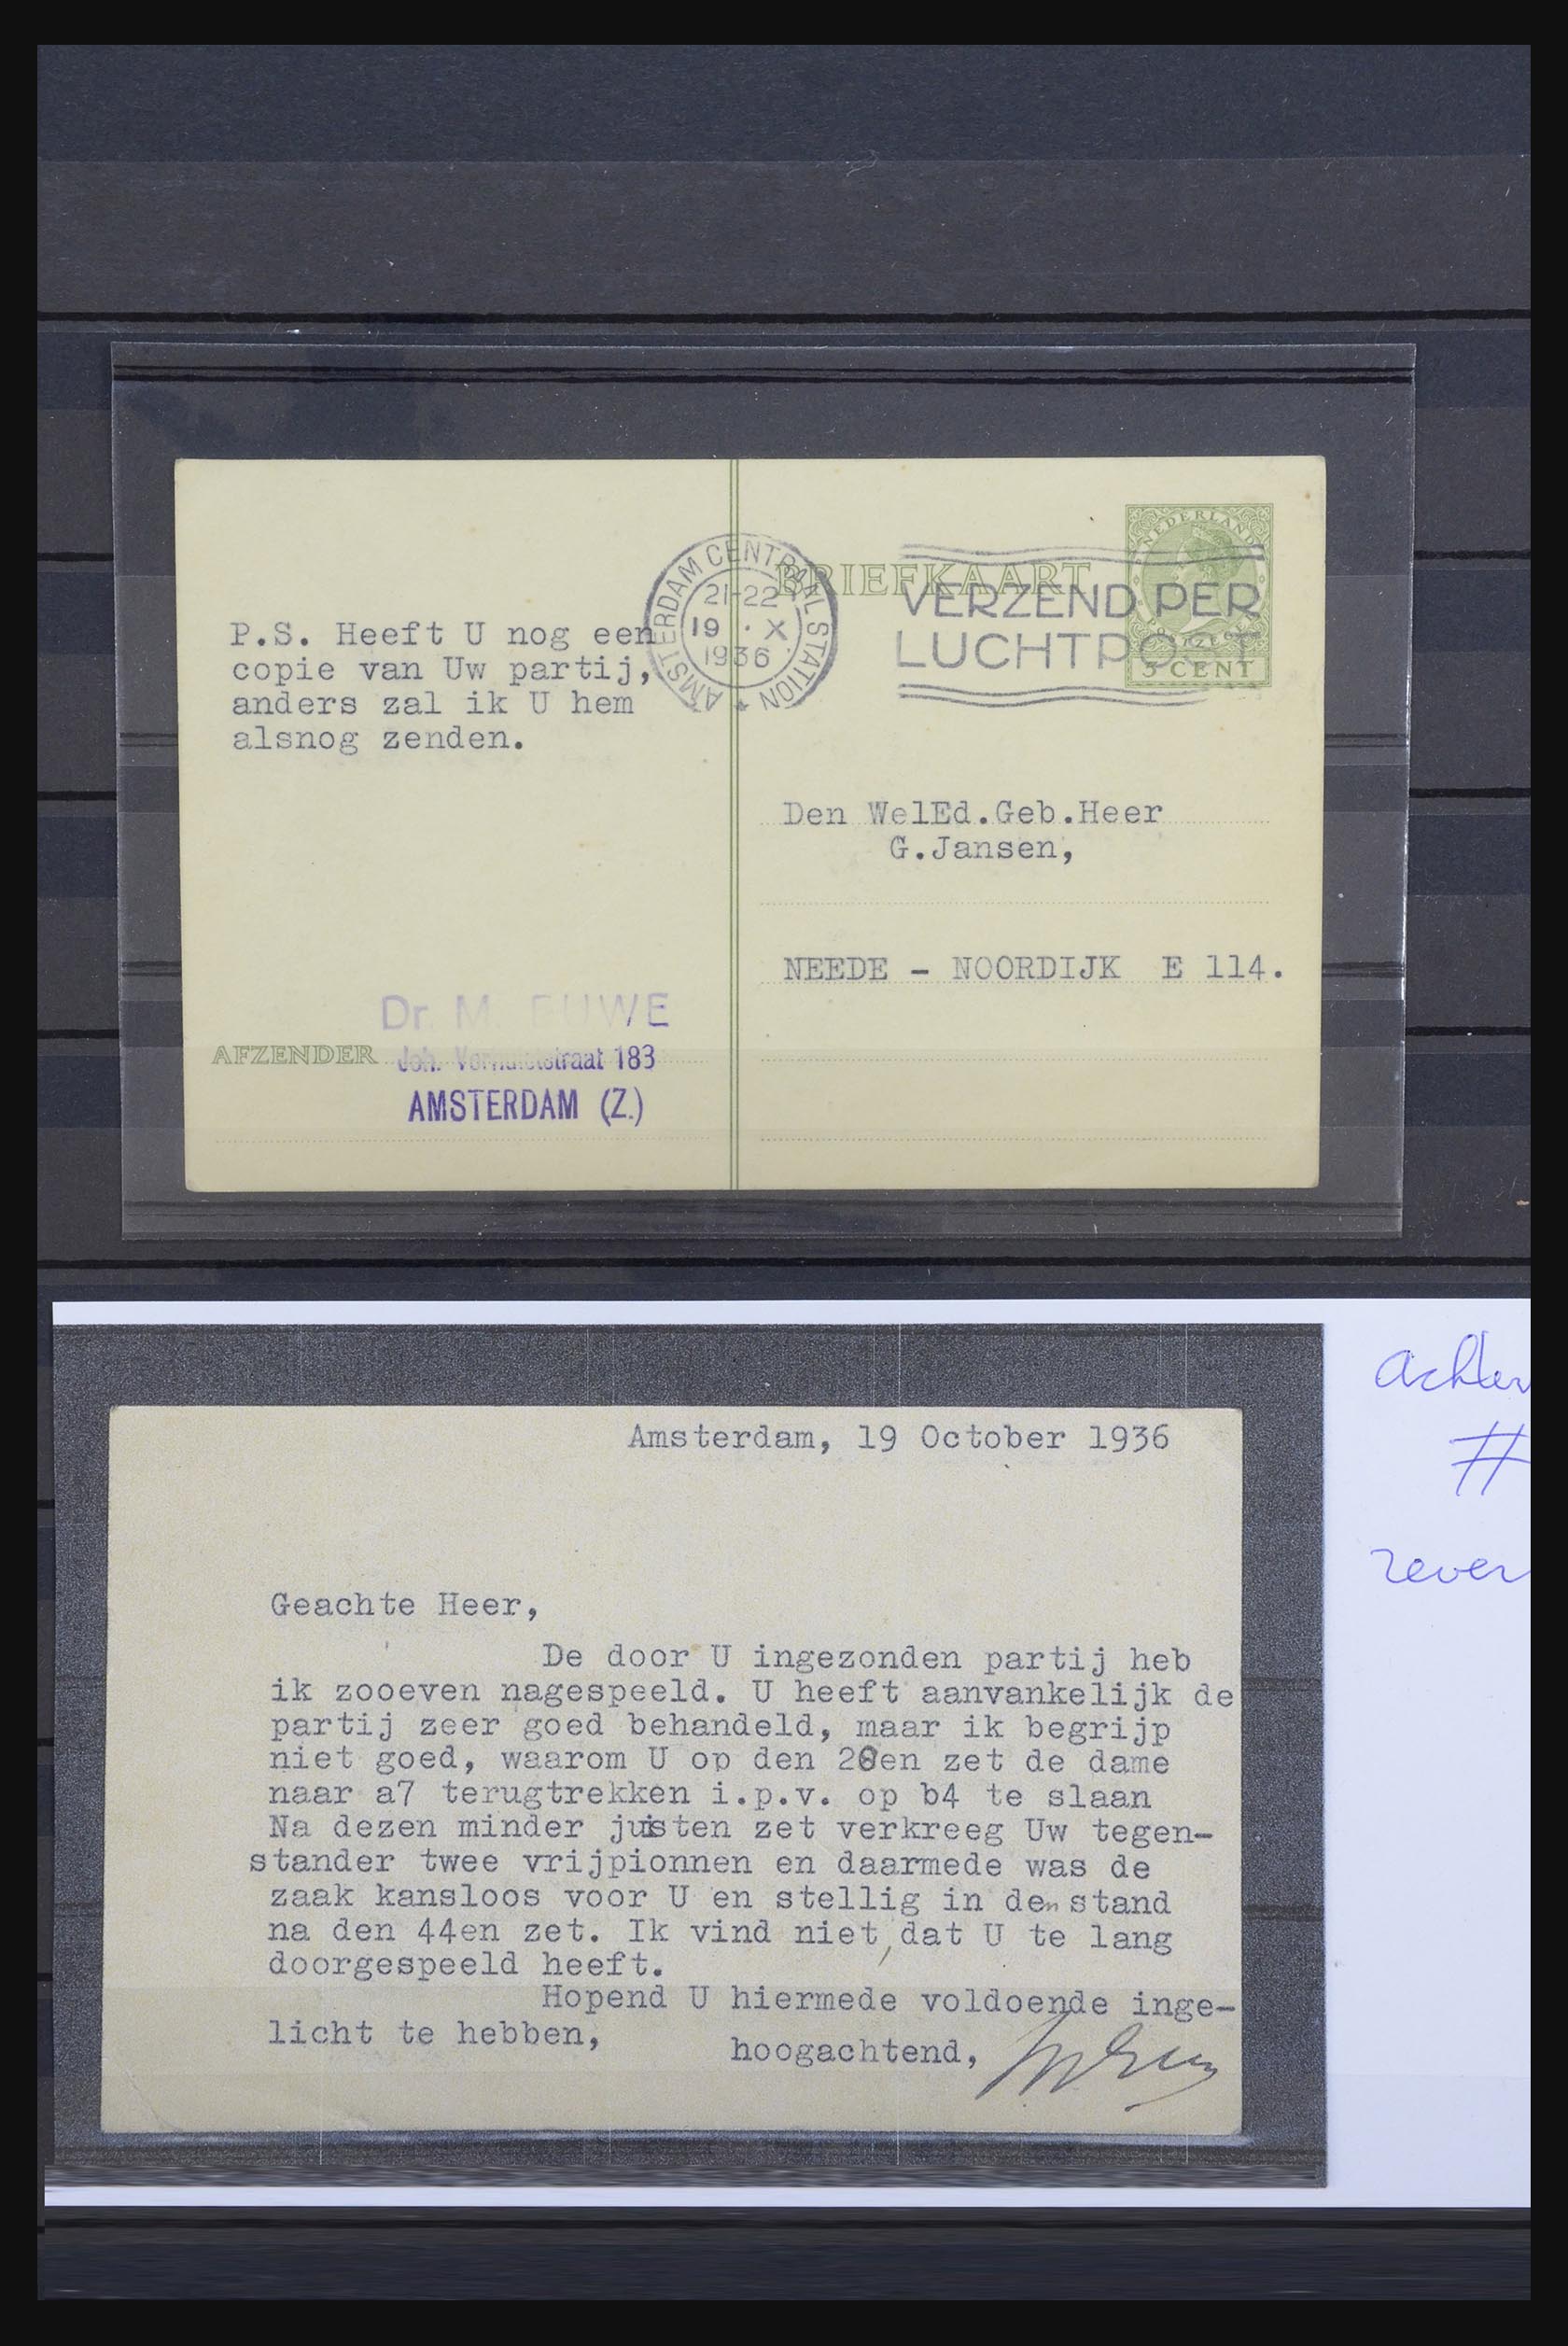 BRIEFKAART
NEDERLAND
5 CENT
AMSTERDAM CENTRAAL STATION
21-22
19 · X
1936
VERZEND PER
LUCHTPOST
P.S. Heeft U nog een
copie van Uw partij,
anders zal ik U hem
alsnog zenden.
Den WelEd.Geb.Heer
G.Jansen,
NEEDE - NOORDIJK E 114.
Dr. M. EUWE
AFZENDER
Joh. 183
AMSTERDAM (Z.)
Amsterdam, 19 October 1936
Geachte Heer,
De door U ingezonden partij heb
ik zooeven nagespeeld. U heeft aanvankelijk de
partij zeer goed behandeld, maar ik begrijp
niet goed, waarom U op den en zet de dame
naar a7 terugtrekken i.p.v. op b4 te slaan
Na dezen minder juisten zet verkreeg Uw tegen-
stander twee vrijpionnen en daarmede was de
zaak kansloos voor U en stellig in den stand
na den 44en zet. Ik vind niet, dat U te lang
doorgespeeld heeft.
Hopend U hiermede voldoende inge-
licht te hebben,
hoogachtend,
achter
#
rever